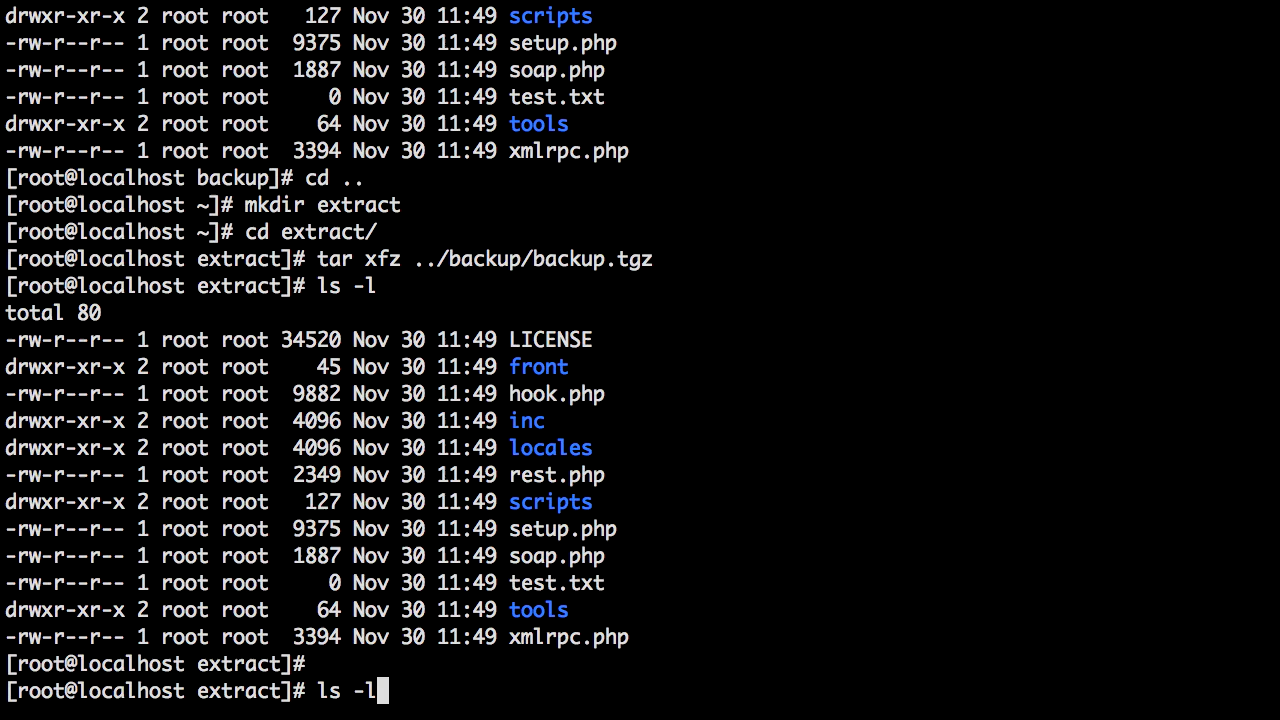 drwxr-xr-x 2 root root   127 Nov 30 11:49 scripts
-rw-r--r-- 1 root root  9375 Nov 30 11:49 setup.php
-rw-r--r-- 1 root root  1887 Nov 30 11:49 soap.php
-rw-r--r-- 1 root root     0 Nov 30 11:49 test.txt
drwxr-xr-x 2 root root    64 Nov 30 11:49 tools
-rw-r--r-- 1 root root  3394 Nov 30 11:49 xmlrpc.php
[root@localhost backup]# cd ..
[root@localhost ~]# mkdir extract
[root@localhost ~]# cd extract/
[root@localhost extract]# tar xfz ../backup/backup.tgz
[root@localhost extract]# ls -l
total 80
-rw-r--r-- 1 root root 34520 Nov 30 11:49 LICENSE
drwxr-xr-x 2 root root    45 Nov 30 11:49 front
-rw-r--r-- 1 root root  9882 Nov 30 11:49 hook.php
drwxr-xr-x 2 root root  4096 Nov 30 11:49 inc
drwxr-xr-x 2 root root  4096 Nov 30 11:49 locales
-rw-r--r-- 1 root root  2349 Nov 30 11:49 rest.php
drwxr-xr-x 2 root root   127 Nov 30 11:49 scripts
-rw-r--r-- 1 root root  9375 Nov 30 11:49 setup.php
-rw-r--r-- 1 root root  1887 Nov 30 11:49 soap.php
-rw-r--r-- 1 root root     0 Nov 30 11:49 test.txt
drwxr-xr-x 2 root root    64 Nov 30 11:49 tools
-rw-r--r-- 1 root root  3394 Nov 30 11:49 xmlrpc.php
[root@localhost extract]#
[root@localhost extract]# ls -l